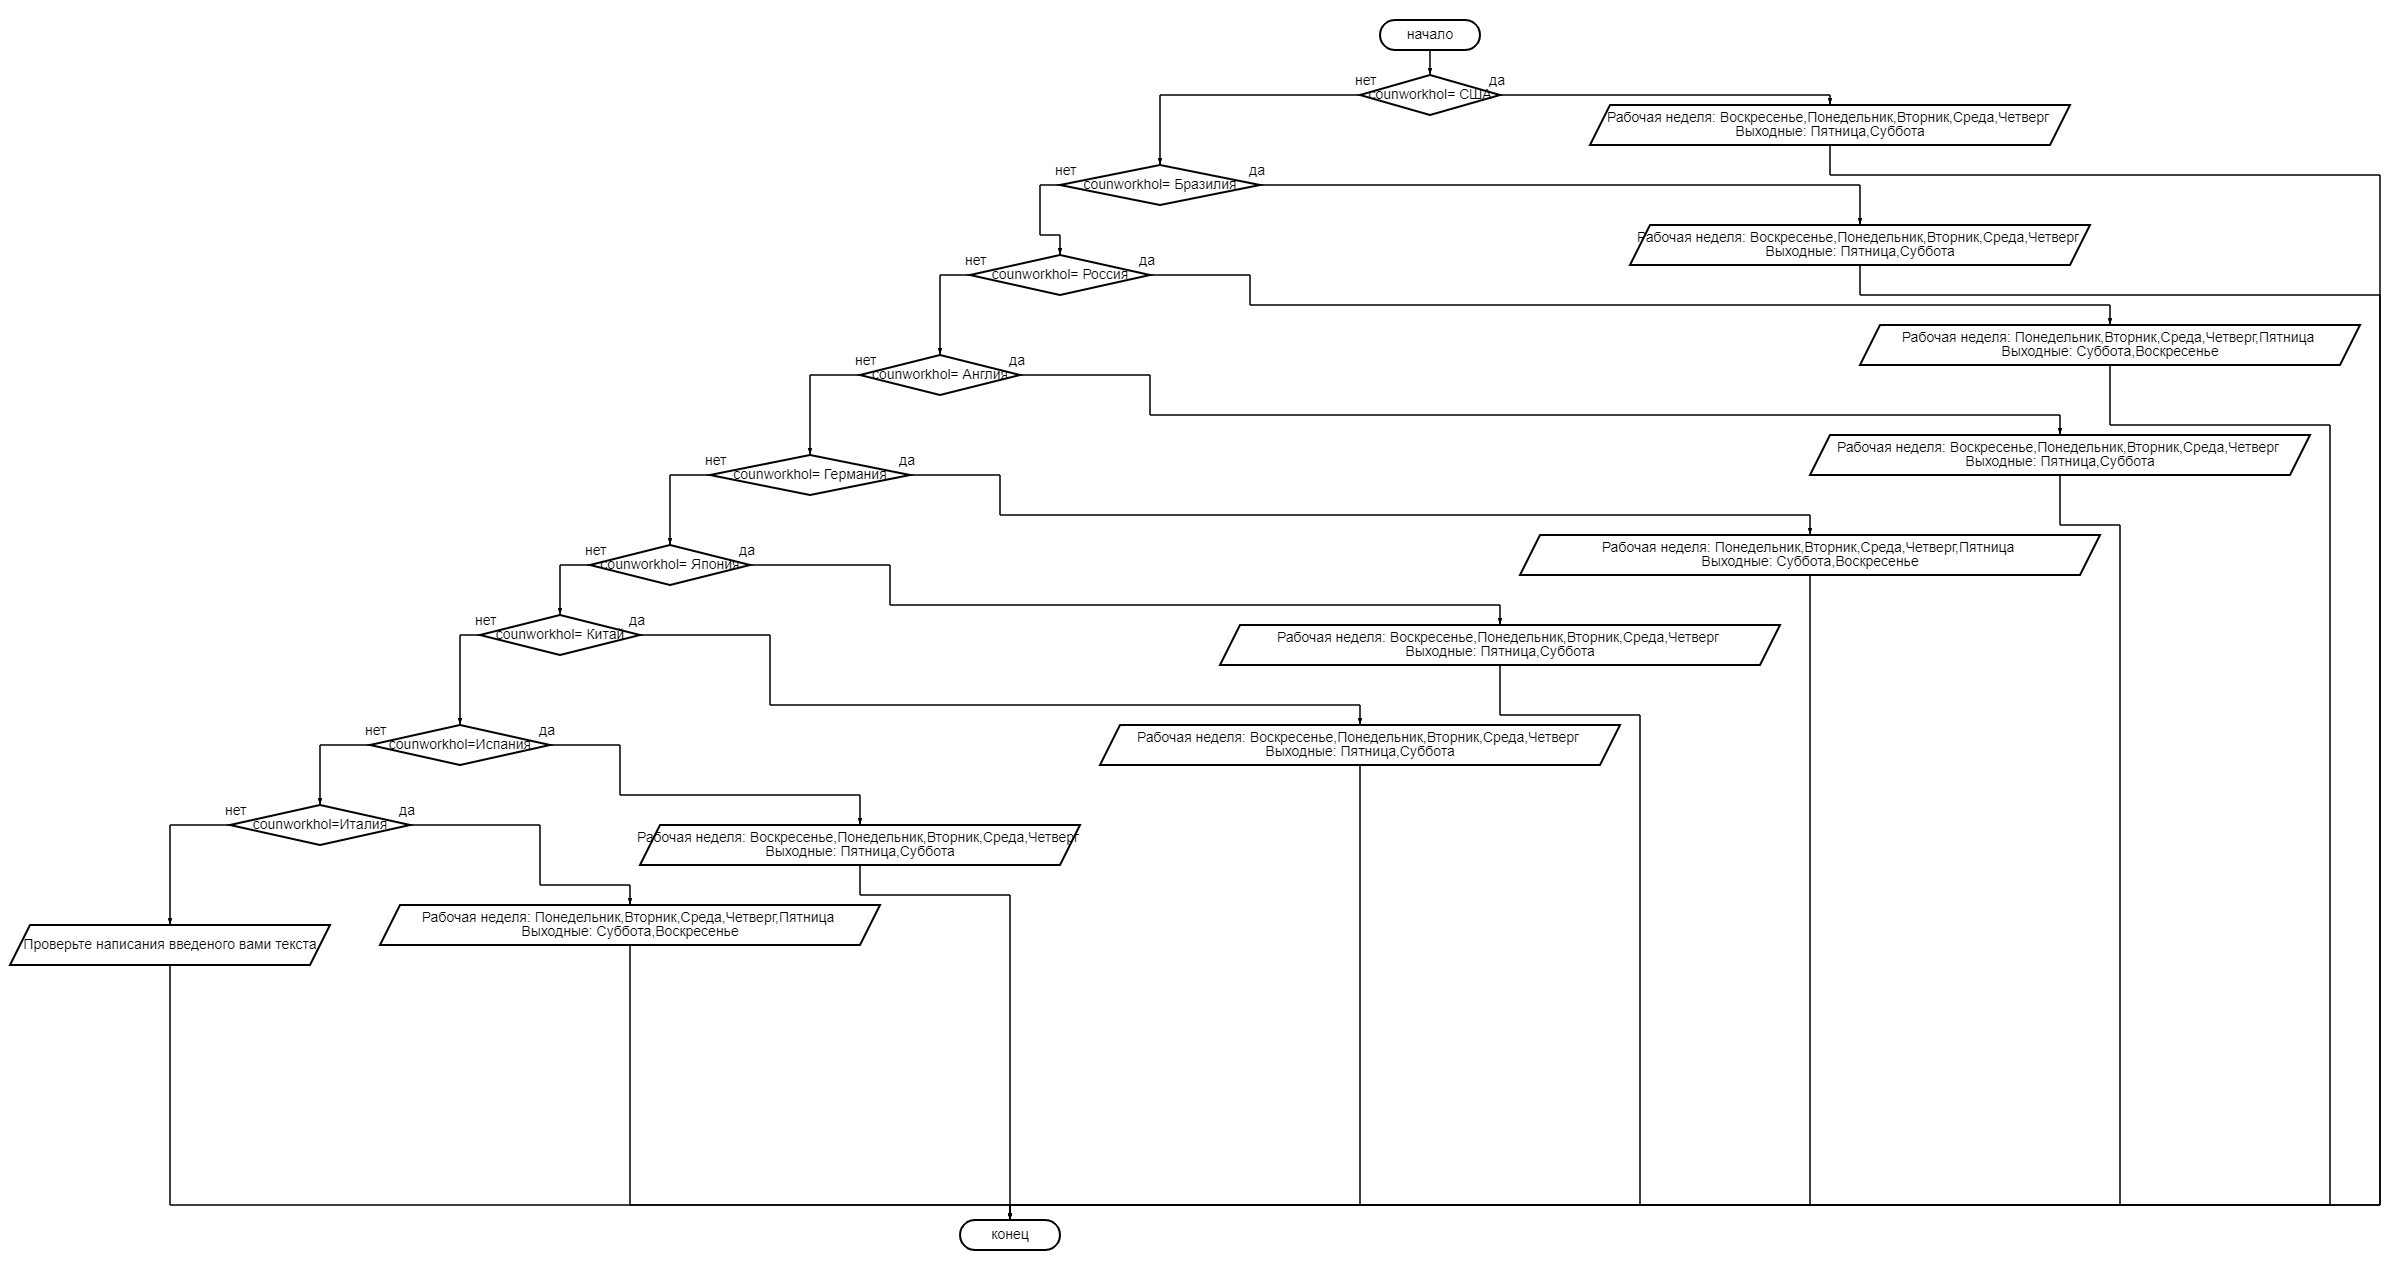 начало
нет
да
counworkhol= США
Рабочая неделя: Воскресенье,Понедельник,Вторник,Среда,Четверг
Выходные: Пятница,Суббота
нет
да
counworkhol= Бразилия
Рабочая неделя: Воскресенье,Понедельник,Вторник,Среда,Четверг
Выходные: Пятница,Суббота
нет
да
counworkhol= Россия
Рабочая неделя: Понедельник,Вторник,Среда,Четверг,Пятница
Выходные: Суббота,Воскресенье
нет
да
counworkhol= Англия
Рабочая неделя: Воскресенье,Понедельник,Вторник,Среда,Четверг
Выходные: Пятница,Суббота
нет
да
counworkhol= Германия
Рабочая неделя: Понедельник,Вторник,Среда,Четверг,Пятница
Выходные: Суббота,Воскресенье
нет
да
counworkhol= Япония
Рабочая неделя: Воскресенье,Понедельник,Вторник,Среда,Четверг
Выходные: Пятница,Суббота
нет
да
counworkhol= Китай
Рабочая неделя: Воскресенье,Понедельник,Вторник,Среда,Четверг
Выходные: Пятница,Суббота
нет
да
counworkhol=Испания
Рабочая неделя: Воскресенье,Понедельник,Вторник,Среда,Четверг
Выходные: Пятница,Суббота
нет
да
counworkhol=Италия
Рабочая неделя: Понедельник,Вторник,Среда,Четверг,Пятница
Выходные: Суббота,Воскресенье
Проверьте написания введеного вами текста
конец